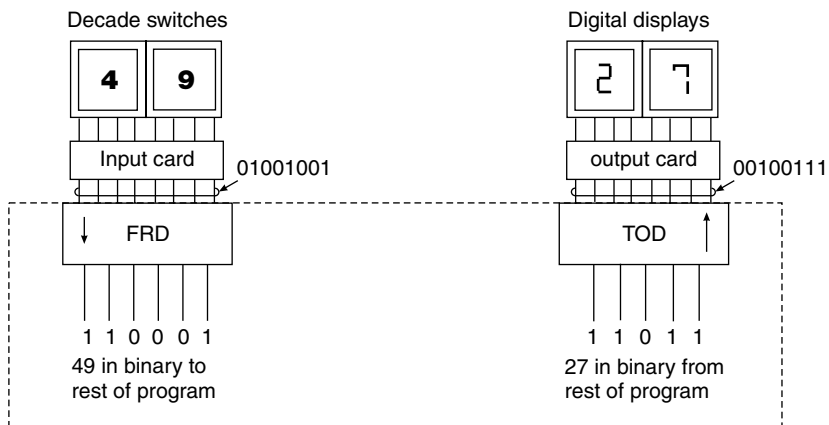 Decade switches
4 9
Input card
01001001
FRD
1 1 0 0 0 1
49 in binary to
rest of program
Digital displays
2 7
output card
00100111
TOD
1 1 0 1 1
27 in binary from
rest of program